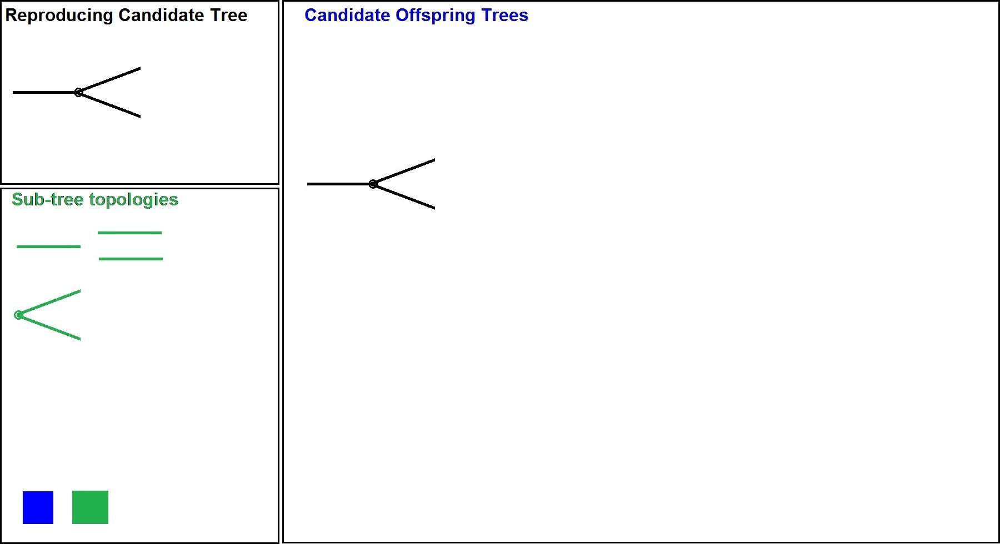 Reproducing Candidate Tree
Candidate Offspring Trees
Sub-tree topologies